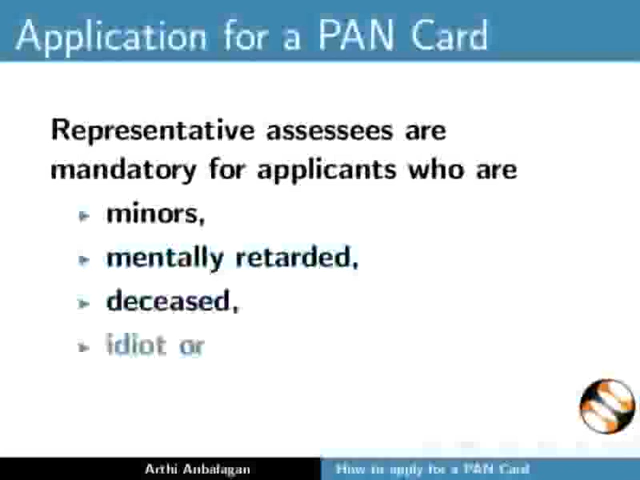 Application for a PAN Card
Representative assessees are
mandatory for applicants who are
minors,
mentally retarded,
deceased,
idiot or
Arthi Anbalagan
How to apply for a PAN Card